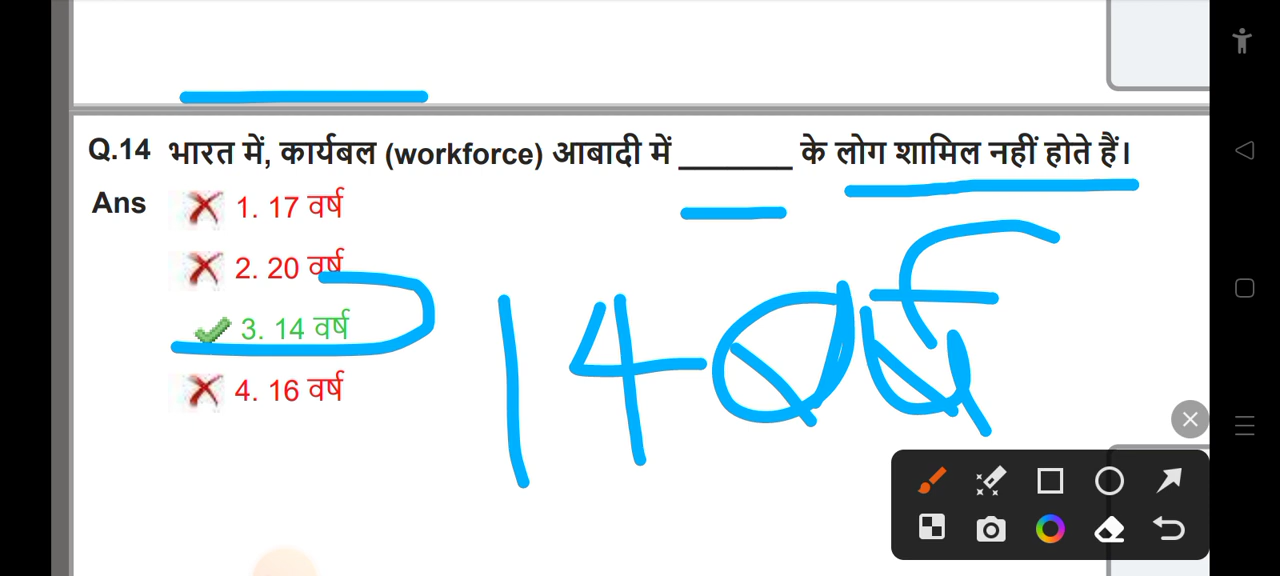 Q.14 भारत में, कार्यबल (workforce) आबादी में _______ के लोग शामिल नहीं होते हैं।
Ans 1. 17 वर्ष
2. 20 वर्ष
3. 14 वर्ष
4. 16 वर्ष
14 वर्ष